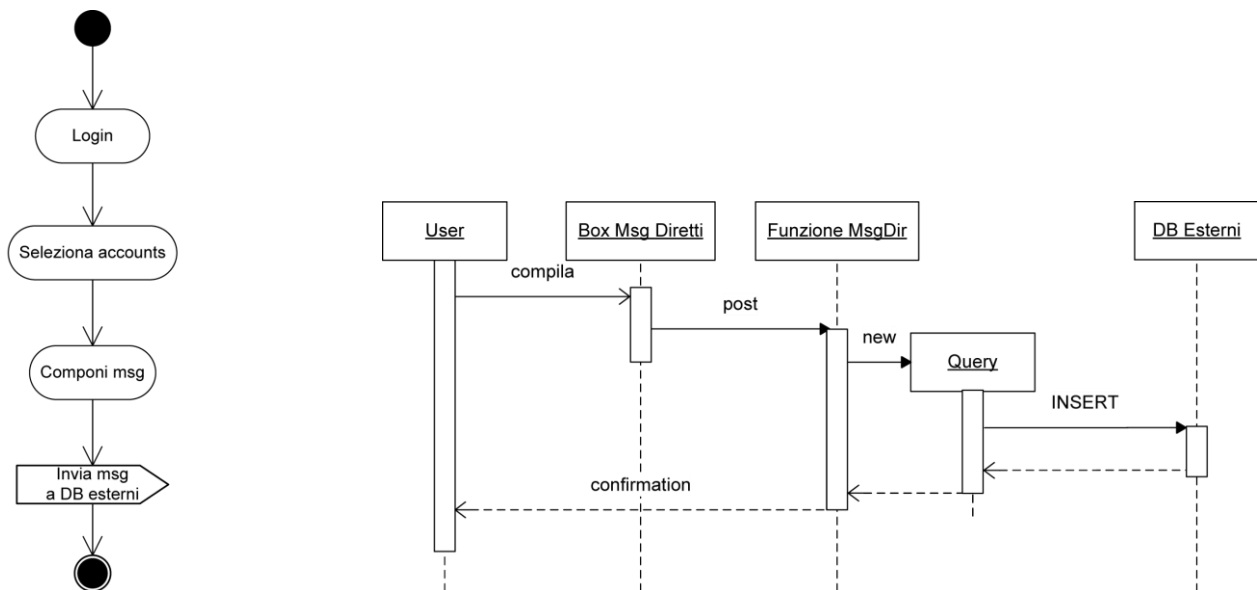 Login
Seleziona accounts
Componi msg
Invia msg
a DB esterni
User
Box Msg Diretti
Funzione MsgDir
DB Esterni
compila
post
new
Query
INSERT
confirmation